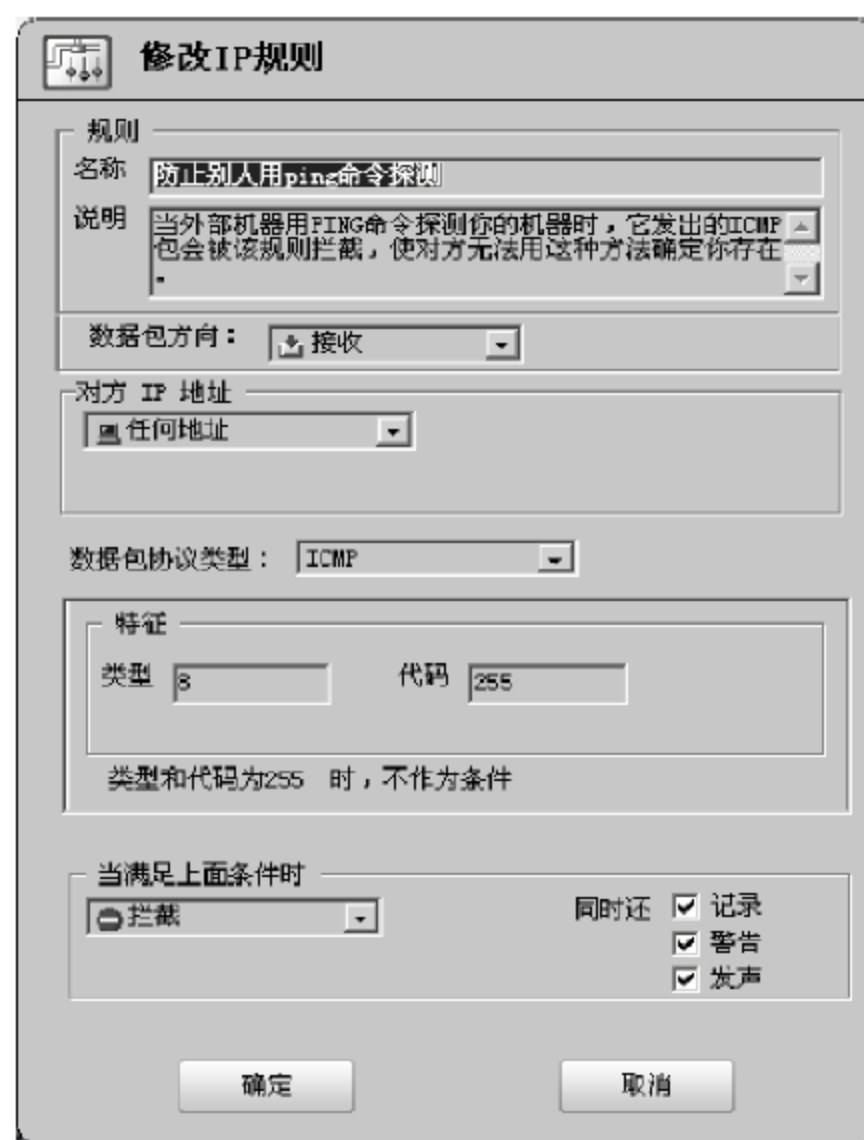 修改IP规则
规则
名称 防止别人用ping命令探测
说明 当外部机器用PING命令探测你的机器时，它发出的ICMP
包会被该规则拦截，使对方无法用这种方法确定你存在
。
数据包方向： 接收
对方 IP 地址
任何地址
数据包协议类型： ICMP
特征
类型 8 代码 255
类型和代码为255 时，不作为条件
当满足上面条件时
拦截 同时还 记录
警告
发声
确定 取消